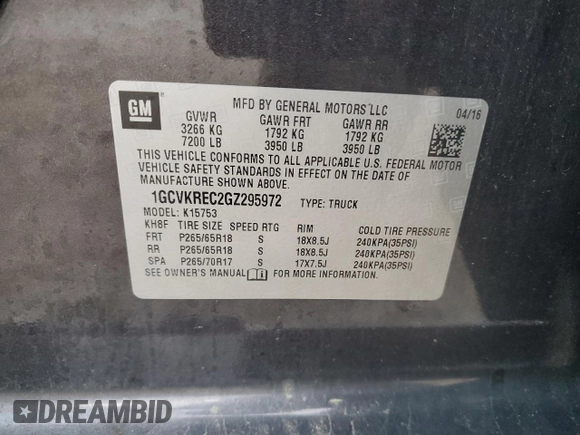 GM
MFD BY GENERAL MOTORS LLC
04/16
GVWR GAWR FRT GAWR RR
3266 KG 1792 KG 1792 KG
7200 LB 3950 LB 3950 LB
THIS VEHICLE CONFORMS TO ALL APPLICABLE U.S. FEDERAL MOTOR
VEHICLE SAFETY STANDARDS IN EFFECT ON THE DATE OF
MANUFACTURE SHOWN ABOVE.
1GCVKREC2GZ295972 TYPE: TRUCK
MODEL: K15753
KH8F TIRE SIZE SPEED RTG RIM COLD TIRE PRESSURE
FRT P265/65R18 S 18X8.5J 240KPA(35PSI)
RR P265/65R18 S 18X8.5J 240KPA(35PSI)
SPA P265/70R17 S 17X7.5J 240KPA(35PSI)
SEE OWNER'S MANUAL FOR MORE INFORMATION.
DREAMBID